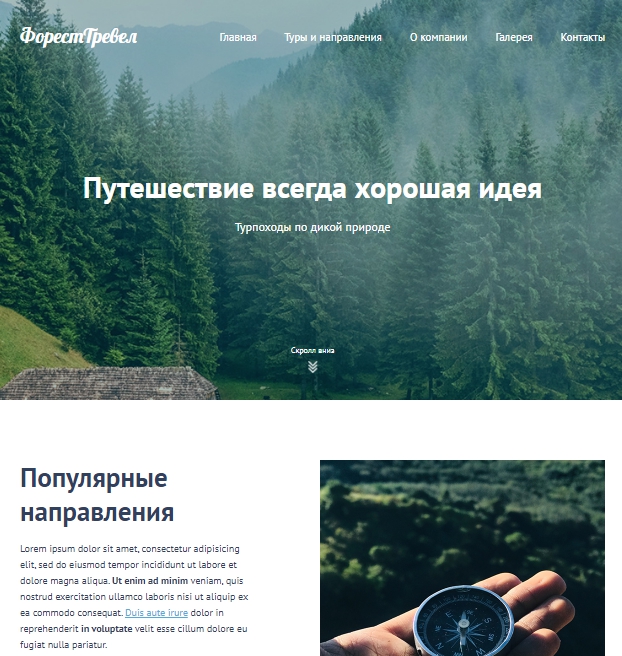 ФорестТревел
Главная Туры и направления О компании Галерея Контакты
Путешествие всегда хорошая идея
Турпоходы по дикой природе
Скролл вниз
Популярные
направления
Lorem ipsum dolor sit amet, consectetur adipisicing
elit, sed do eiusmod tempor incididunt ut labore et
dolore magna aliqua. Ut enim ad minim veniam, quis
nostrud exercitation ullamco laboris nisi ut aliquip ex
ea commodo consequat. Duis aute irure dolor in
reprehenderit in voluptate velit esse cillum dolore eu
fugiat nulla pariatur.
S
S
W